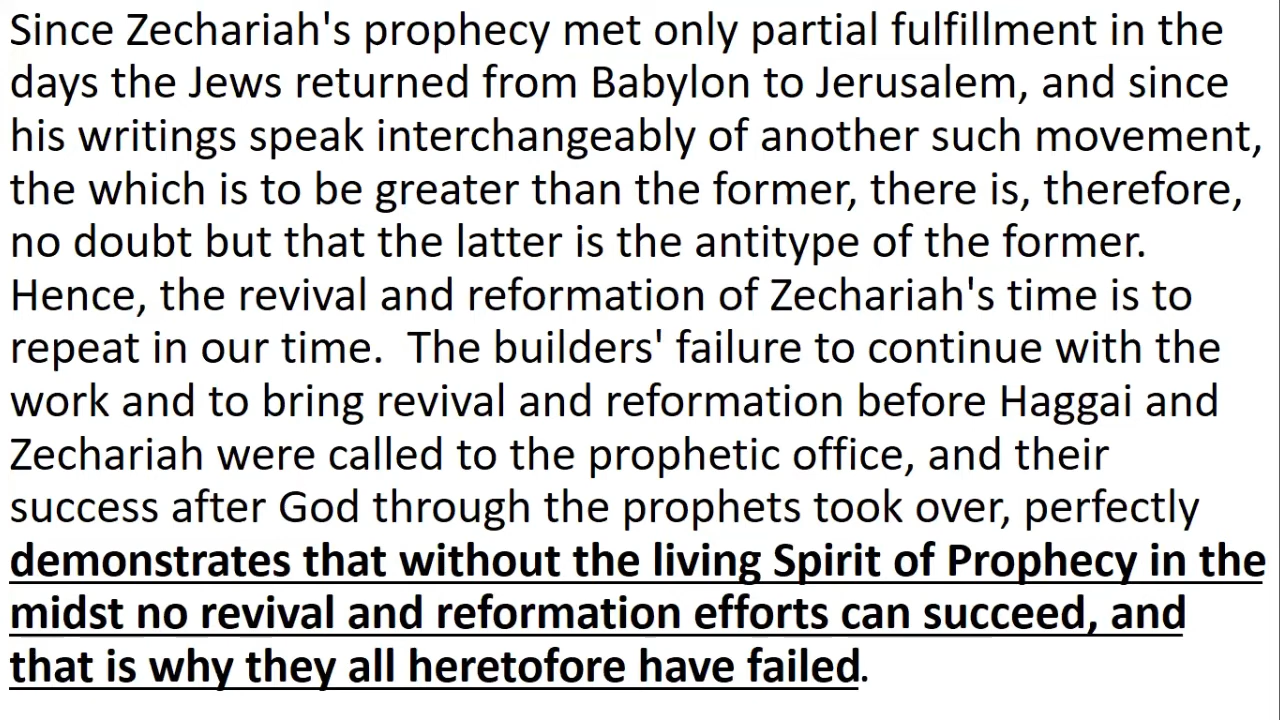 Since Zechariah's prophecy met only partial fulfillment in the
days the Jews returned from Babylon to Jerusalem, and since
his writings speak interchangeably of another such movement,
the which is to be greater than the former, there is, therefore,
no doubt but that the latter is the antitype of the former.
Hence, the revival and reformation of Zechariah's time is to
repeat in our time.  The builders' failure to continue with the
work and to bring revival and reformation before Haggai and
Zechariah were called to the prophetic office, and their
success after God through the prophets took over, perfectly
demonstrates that without the living Spirit of Prophecy in the
midst no revival and reformation efforts can succeed, and
that is why they all heretofore have failed.